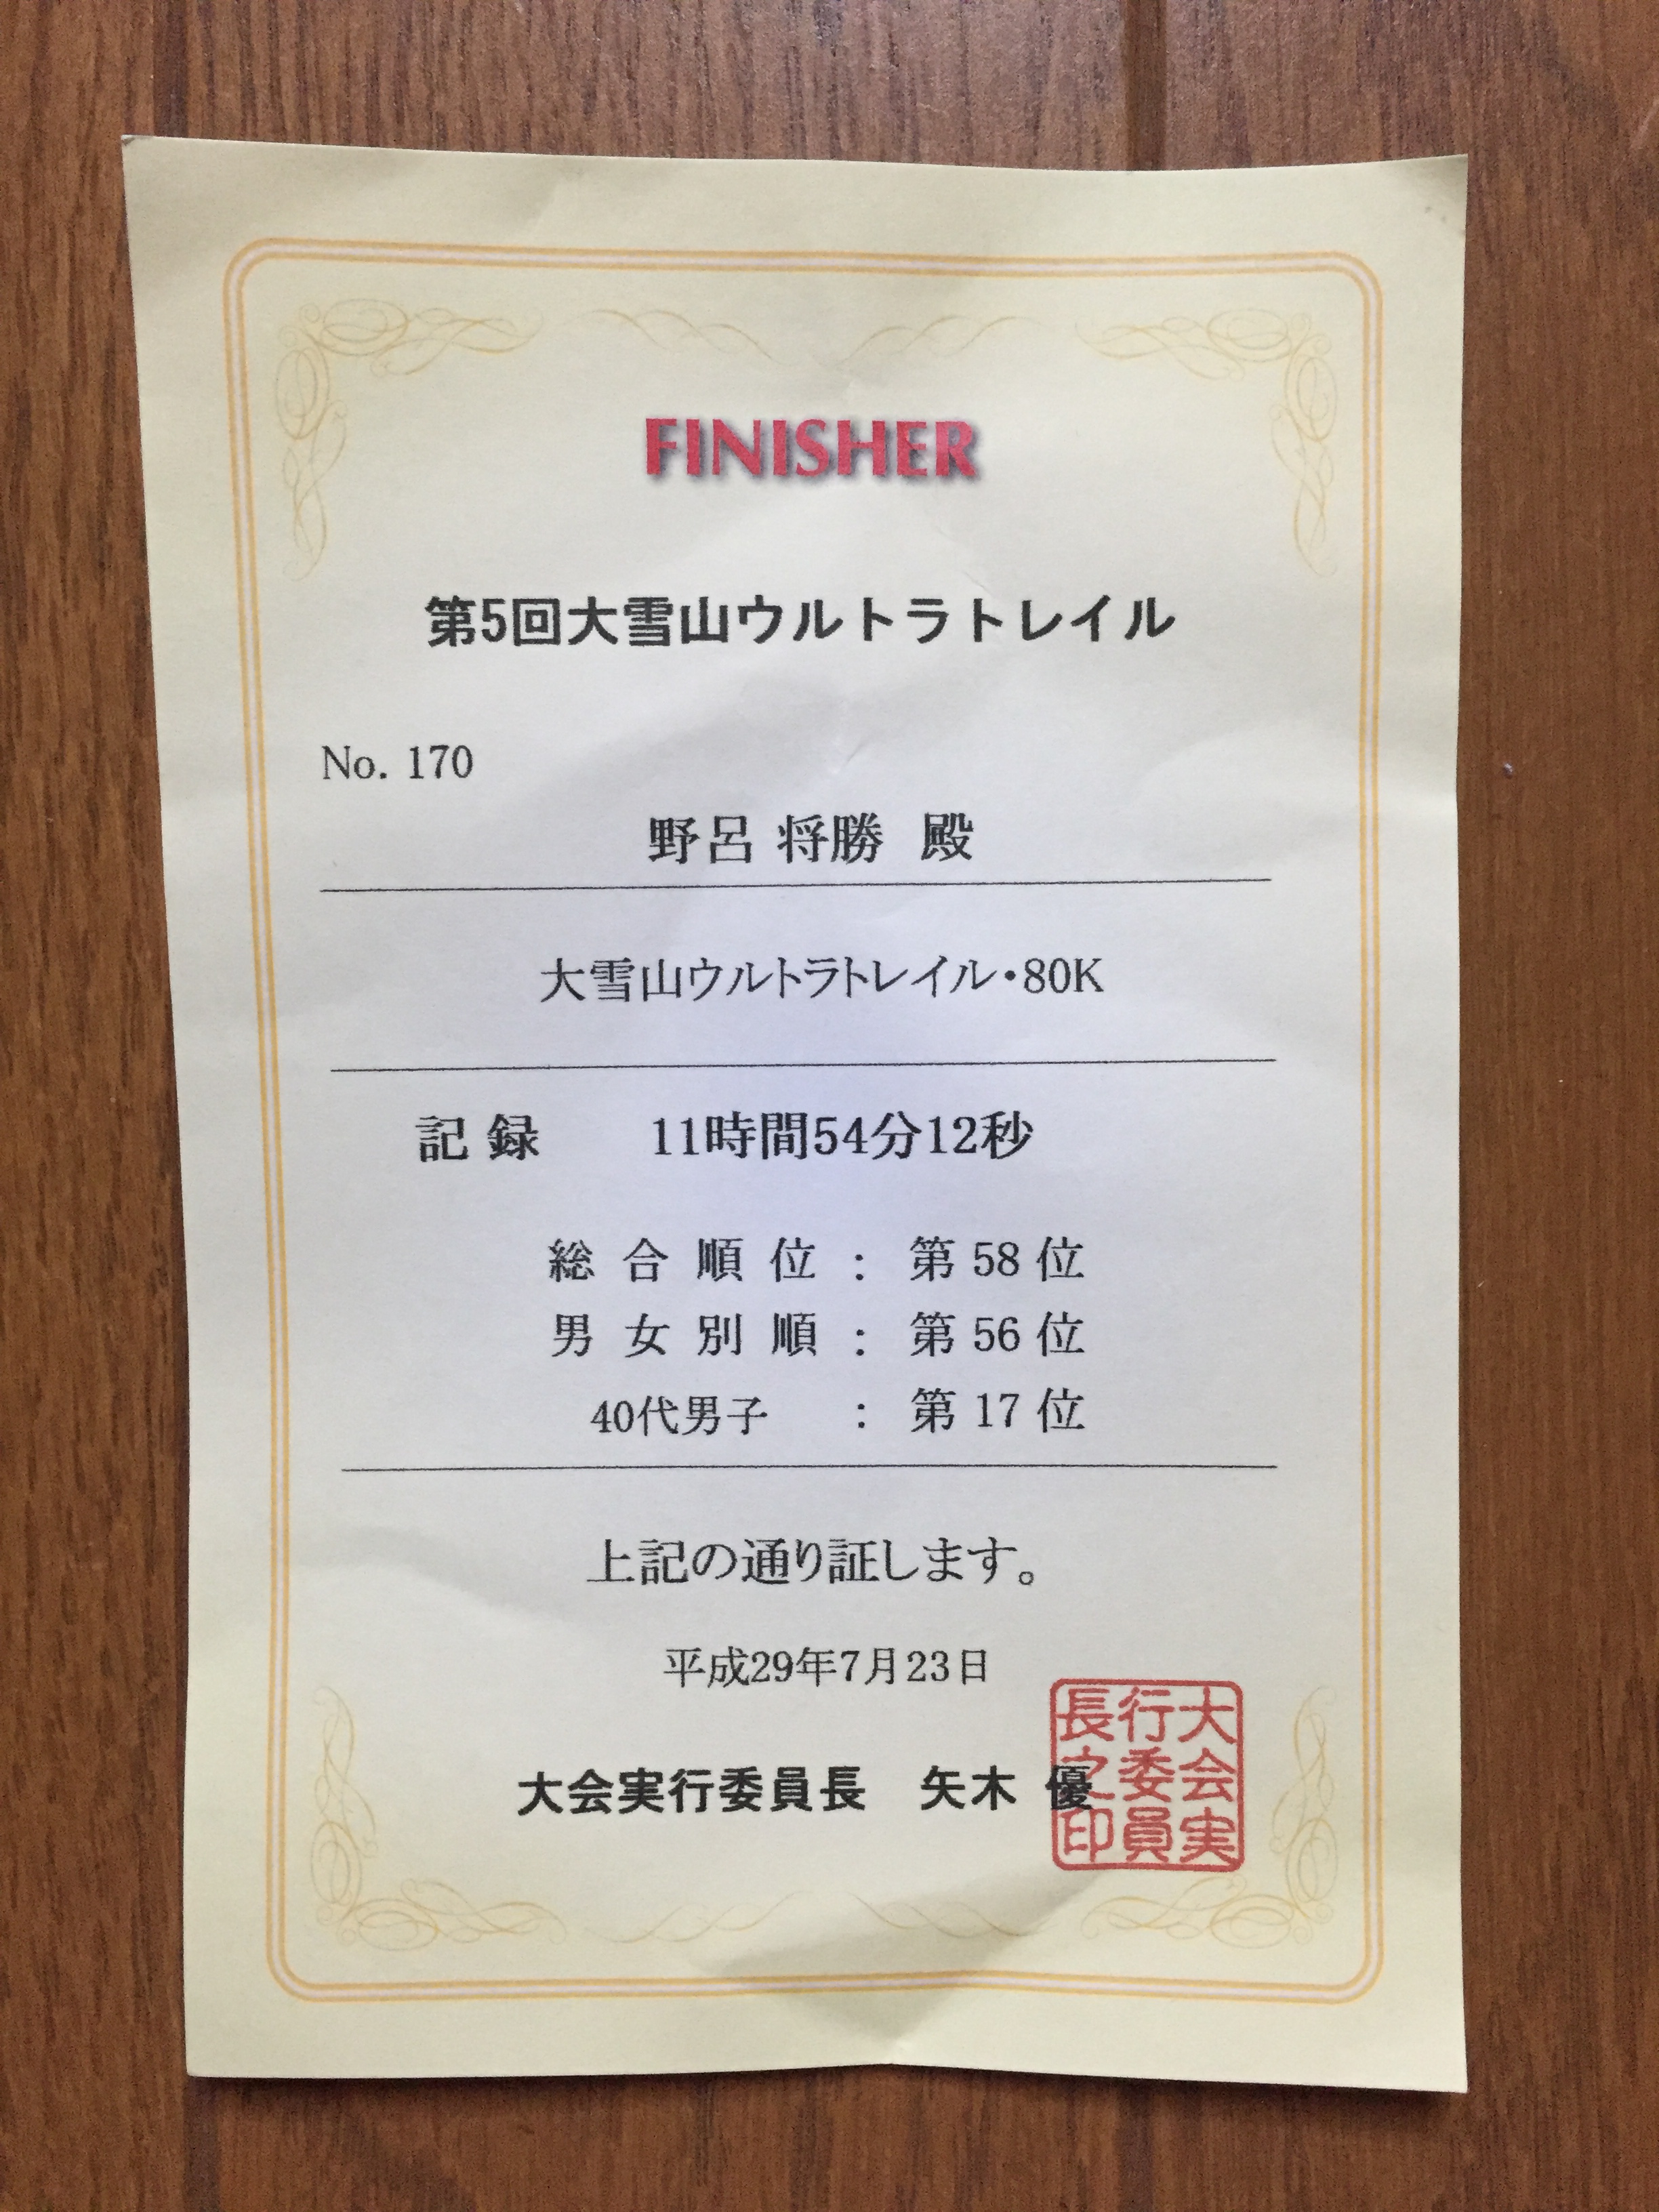 FINISHER
第5回大雪山ウルトラトレイル
No. 170
野呂 将勝 殿
大雪山ウルトラトレイル・80K
記録 11時間54分12秒
総合順位 : 第 58 位
男女別順 : 第 56 位
40代男子 : 第 17 位
上記の通り証します。
平成29年7月23日
大会実行委員長 矢木 優
大会実行委員長之印